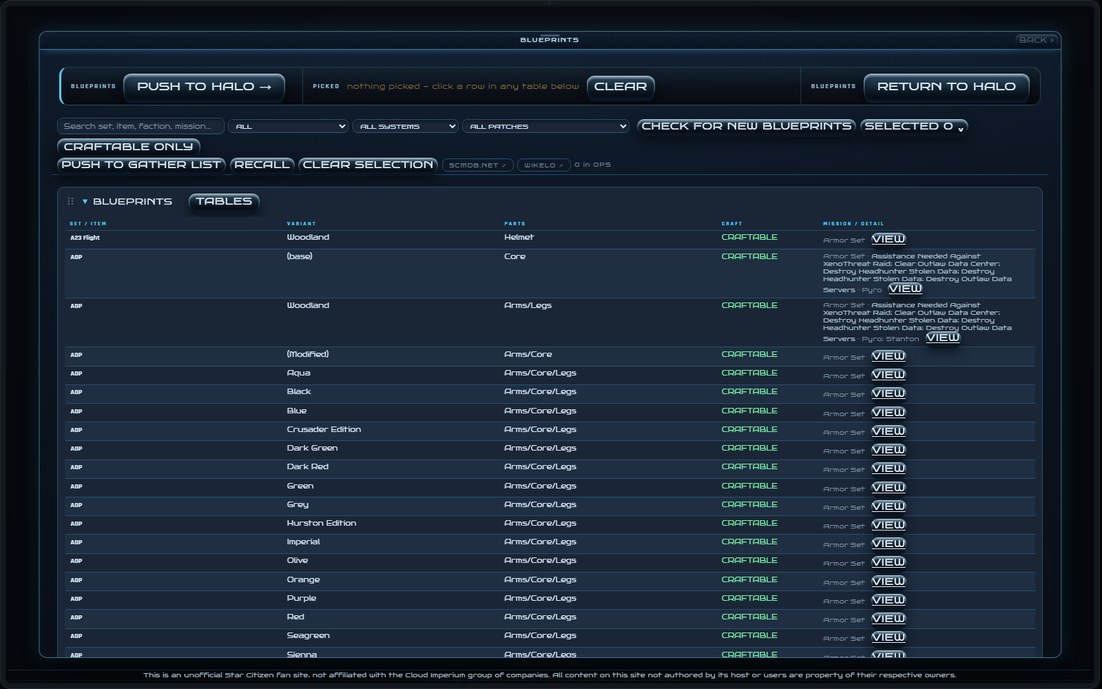 BLUEPRINTS
BACK ›
BLUEPRINTS PUSH TO HALO → PICKED nothing picked – click a row in any table below CLEAR BLUEPRINTS RETURN TO HALO
Search set, item, faction, mission... ALL ALL SYSTEMS ALL PATCHES CHECK FOR NEW BLUEPRINTS SELECTED 0
CRAFTABLE ONLY
PUSH TO GATHER LIST RECALL CLEAR SELECTION SCMDB.NET WIKELO 0 in OPS
▼ BLUEPRINTS TABLES
SET / ITEM VARIANT PARTS CRAFT MISSION / DETAIL
A23 Flight Woodland Helmet CRAFTABLE Armor Set VIEW
ADP (base) Core CRAFTABLE Armor Set · Assistance Needed Against
XenoThreat Raid; Clear Outlaw Data Center;
Destroy Headhunter Stolen Data; Destroy
Headhunter Stolen Data; Destroy Outlaw Data
Servers · Pyro VIEW
ADP Woodland Arms/Legs CRAFTABLE Armor Set · Assistance Needed Against
XenoThreat Raid; Clear Outlaw Data Center;
Destroy Headhunter Stolen Data; Destroy
Headhunter Stolen Data; Destroy Outlaw Data
Servers · Pyro; Stanton VIEW
ADP (Modified) Arms/Core CRAFTABLE Armor Set VIEW
ADP Aqua Arms/Core/Legs CRAFTABLE Armor Set VIEW
ADP Black Arms/Core/Legs CRAFTABLE Armor Set VIEW
ADP Blue Arms/Core/Legs CRAFTABLE Armor Set VIEW
ADP Crusader Edition Arms/Core/Legs CRAFTABLE Armor Set VIEW
ADP Dark Green Arms/Core/Legs CRAFTABLE Armor Set VIEW
ADP Dark Red Arms/Core/Legs CRAFTABLE Armor Set VIEW
ADP Green Arms/Core/Legs CRAFTABLE Armor Set VIEW
ADP Grey Arms/Core/Legs CRAFTABLE Armor Set VIEW
ADP Hurston Edition Arms/Core/Legs CRAFTABLE Armor Set VIEW
ADP Imperial Arms/Core/Legs CRAFTABLE Armor Set VIEW
ADP Olive Arms/Core/Legs CRAFTABLE Armor Set VIEW
ADP Orange Arms/Core/Legs CRAFTABLE Armor Set VIEW
ADP Purple Arms/Core/Legs CRAFTABLE Armor Set VIEW
ADP Red Arms/Core/Legs CRAFTABLE Armor Set VIEW
ADP Seagreen Arms/Core/Legs CRAFTABLE Armor Set VIEW
ADP Sienna Arms/Core/Legs CRAFTABLE Armor Set VIEW
This is an unofficial Star Citizen fan site, not affiliated with the Cloud Imperium group of companies. All content on this site not authored by its host or users are property of their respective owners.